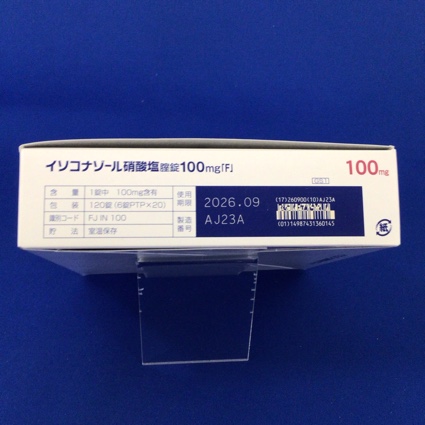 イソコナゾール硝酸塩腟錠100mg「F」
100mg
含量 1錠中 100mg含有
包装 120錠(6錠PTP×20)
識別コード FJ IN 100
貯法 室温保存
使用期限 2026.09
製造番号 AJ23A
(17)260900(10)AJ23A
(01)14987431360145
紙